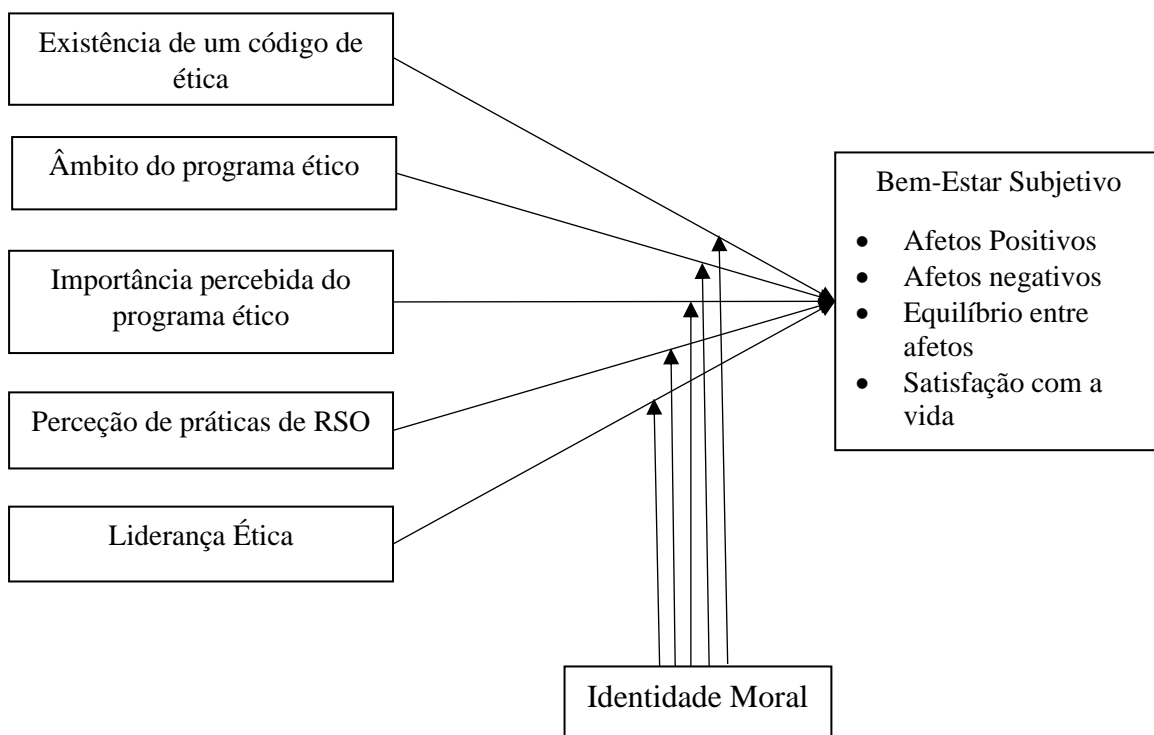 Existência de um código de
ética
Âmbito do programa ético
Importância percebida do
programa ético
Perceção de práticas de RSO
Liderança Ética
Bem-Estar Subjetivo
• Afetos Positivos
• Afetos negativos
• Equilíbrio entre
afetos
• Satisfação com a
vida
Identidade Moral